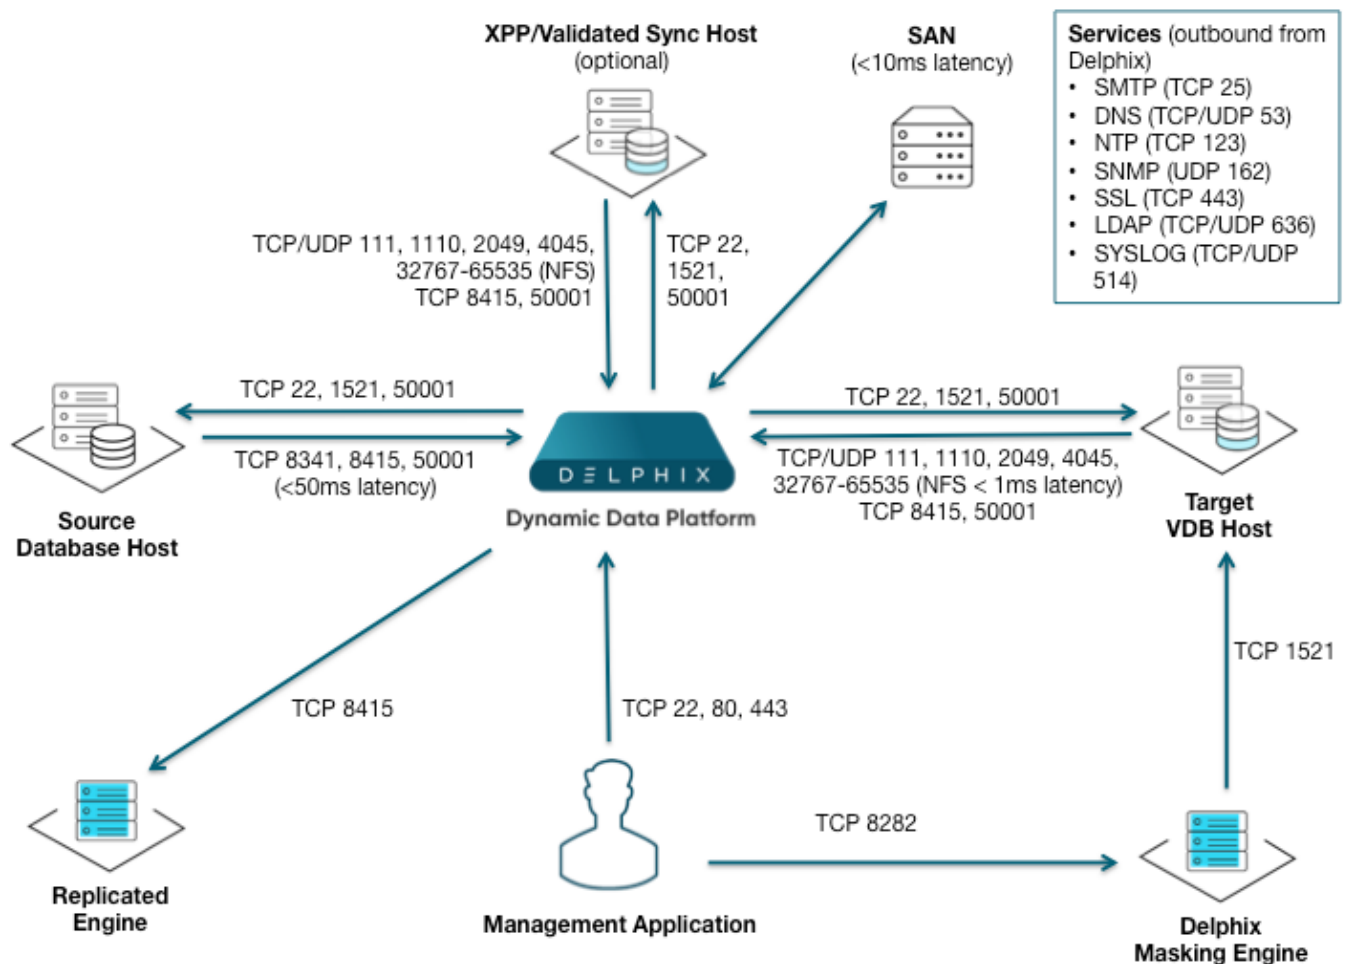 XPP/Validated Sync Host
(optional)
SAN
(<10ms latency)
Services (outbound from
Delphix)
• SMTP (TCP 25)
• DNS (TCP/UDP 53)
• NTP (TCP 123)
• SNMP (UDP 162)
• SSL (TCP 443)
• LDAP (TCP/UDP 636)
• SYSLOG (TCP/UDP
514)
TCP/UDP 111, 1110, 2049, 4045,
32767-65535 (NFS)
TCP 8415, 50001
TCP 22,
1521,
50001
TCP 22, 1521, 50001
TCP 8341, 8415, 50001
(<50ms latency)
Source
Database Host
DELPHIX
Dynamic Data Platform
TCP 22, 1521, 50001
TCP/UDP 111, 1110, 2049, 4045,
32767-65535 (NFS < 1ms latency)
TCP 8415, 50001
Target
VDB Host
TCP 1521
TCP 8415
TCP 22, 80, 443
TCP 8282
Replicated
Engine
Management Application
Delphix
Masking Engine